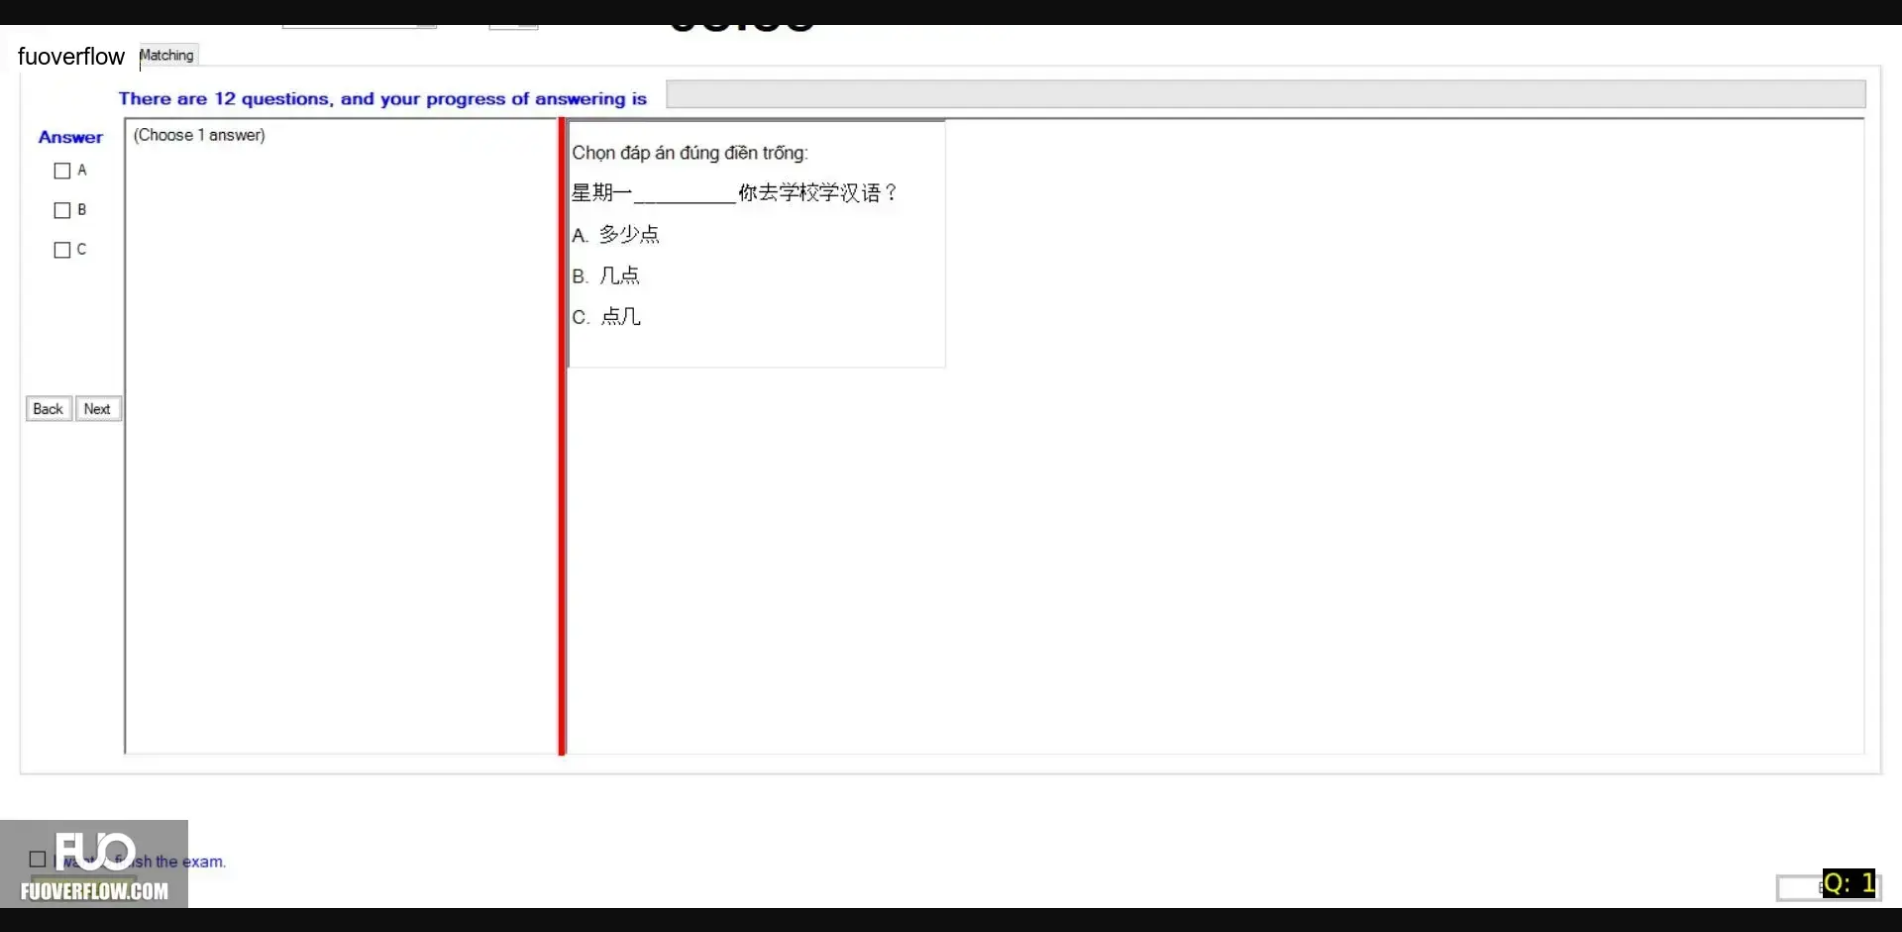 fuoverflow
Matching
There are 12 questions, and your progress of answering is
Answer
(Choose 1 answer)
A
B
C
Chọn đáp án đúng điền trống:
星期一__________你去学校学汉语？
A. 多少点
B. 几点
C. 点几
Back Next
FUO
I want finish the exam.
FUOVERFLOW.COM
Q: 1